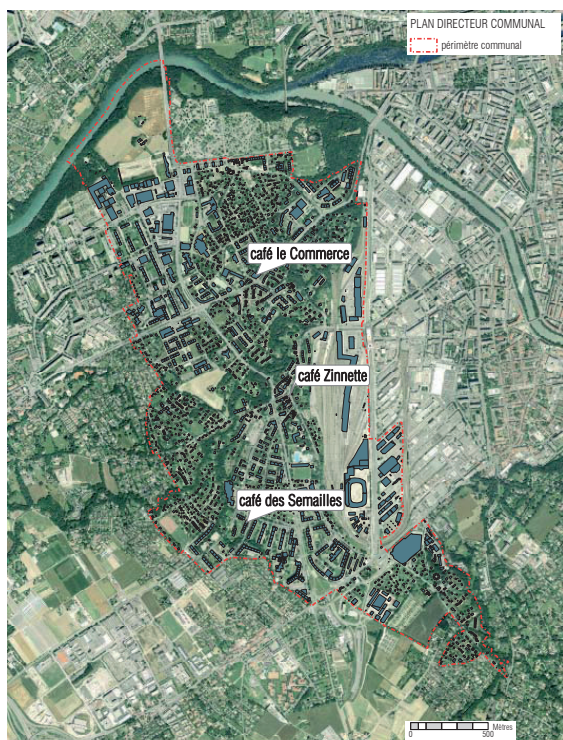 PLAN DIRECTEUR COMMUNAL
périmètre communal
café le Commerce
café Zinnette
café des Semailles
Mètres
0 500